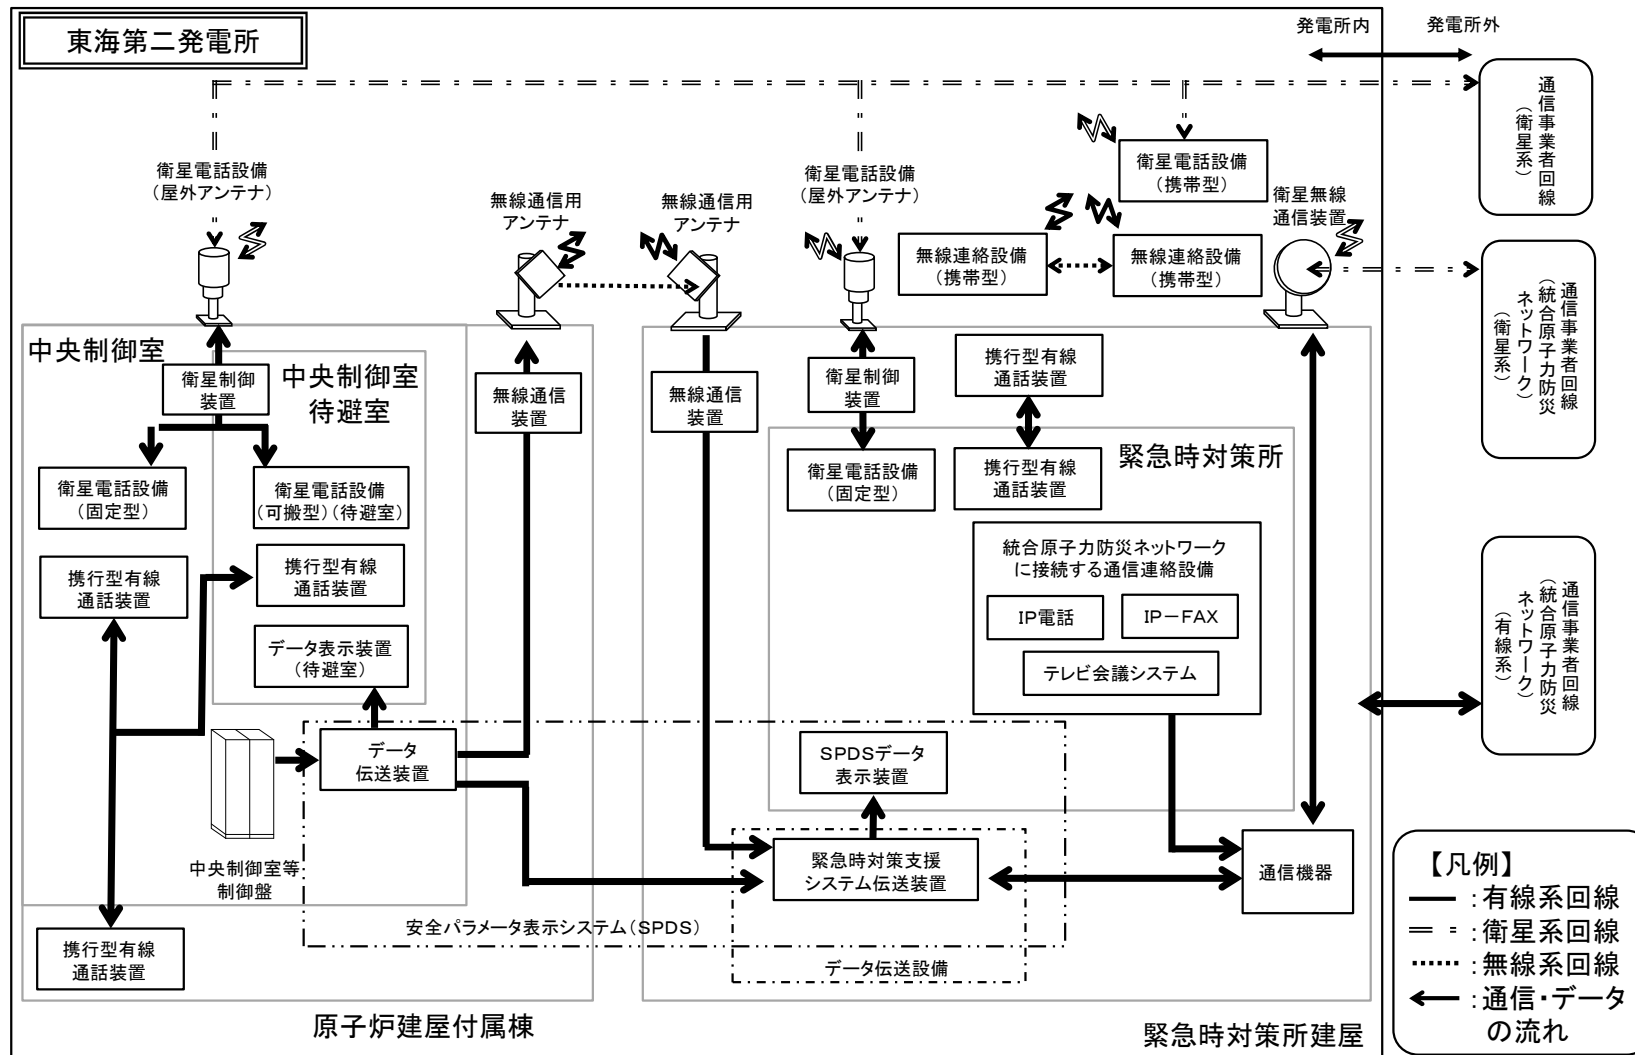 東海第二発電所
発電所内
発電所外
通信事業者回線
（衛星系）
衛星電話設備
（屋外アンテナ）
無線通信用
アンテナ
無線通信用
アンテナ
衛星電話設備
（屋外アンテナ）
衛星電話設備
（携帯型）
無線連絡設備
（携帯型）
無線連絡設備
（携帯型）
衛星無線
通信装置
通信事業者回線
（統合原子力防災
ネットワーク）
（衛星系）
中央制御室
中央制御室
待避室
衛星制御
装置
無線通信
装置
無線通信
装置
衛星制御
装置
携行型有線
通話装置
緊急時対策所
衛星電話設備
（固定型）
衛星電話設備
（可搬型）（待避室）
衛星電話設備
（固定型）
携行型有線
通話装置
携行型有線
通話装置
携行型有線
通話装置
データ表示装置
（待避室）
統合原子力防災ネットワーク
に接続する通信連絡設備
IP電話
IP－FAX
テレビ会議システム
通信事業者回線
（統合原子力防災
ネットワーク）
（有線系）
データ
伝送装置
SPDSデータ
表示装置
中央制御室等
制御盤
緊急時対策支援
システム伝送装置
通信機器
安全パラメータ表示システム（SPDS）
データ伝送設備
携行型有線
通話装置
原子炉建屋付属棟
緊急時対策所建屋
【凡例】
：有線系回線
：衛星系回線
：無線系回線
：通信・データ
の流れ